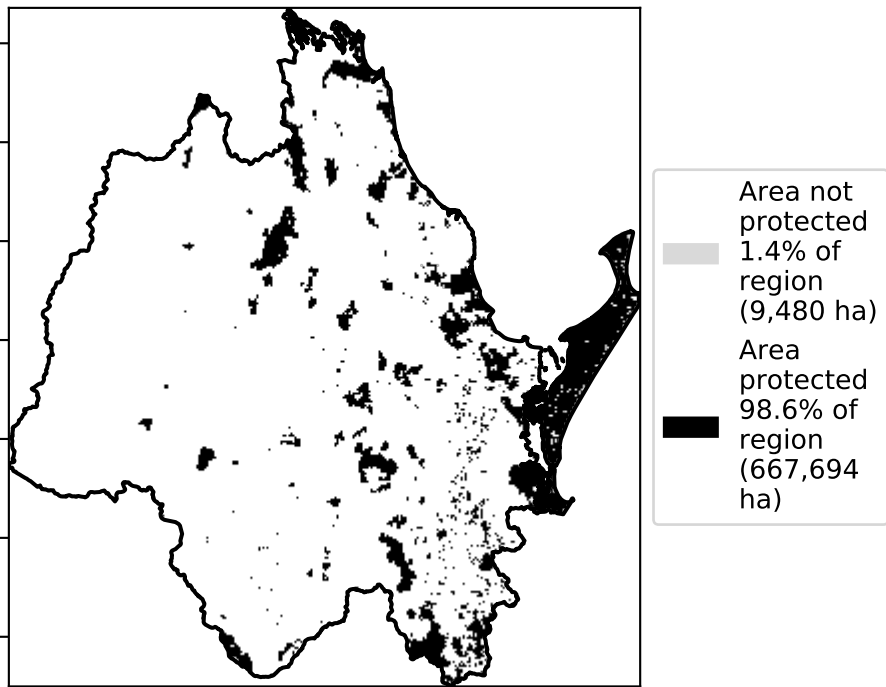 Area not
protected
1.4% of
region
(9,480 ha)
Area
protected
98.6% of
region
(667,694
ha)